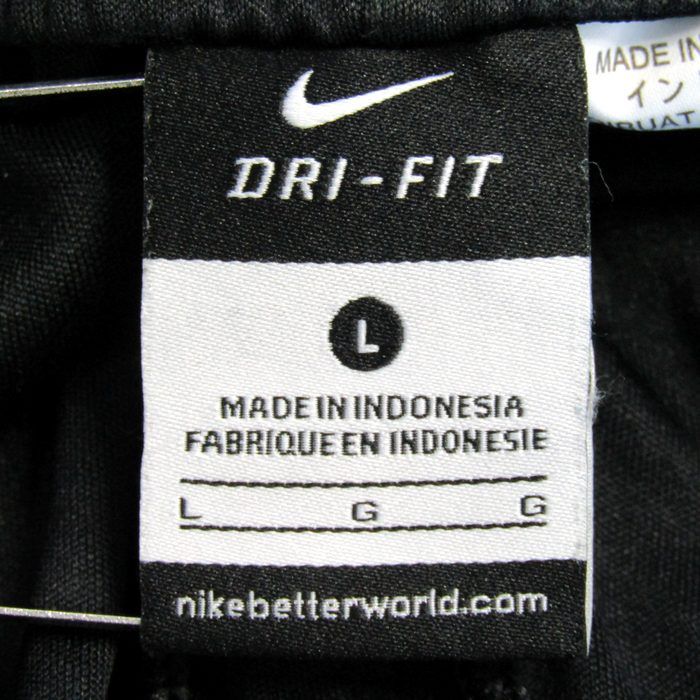 DRI-FIT
L
MADE IN INDONESIA
FABRIQUE EN INDONESIE
L G G
nikebetterworld.com
MADE IN
イン